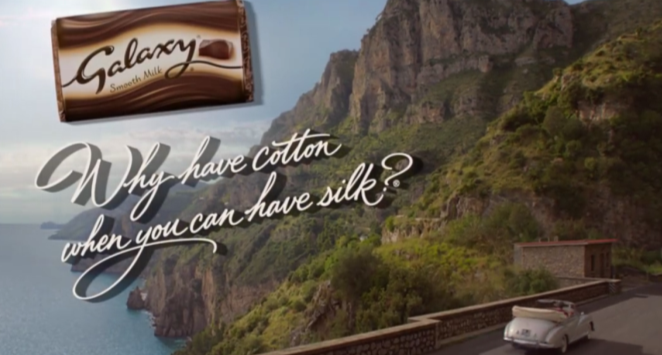 Galaxy
Smooth Milk
Why have cotton
when you can have silk?